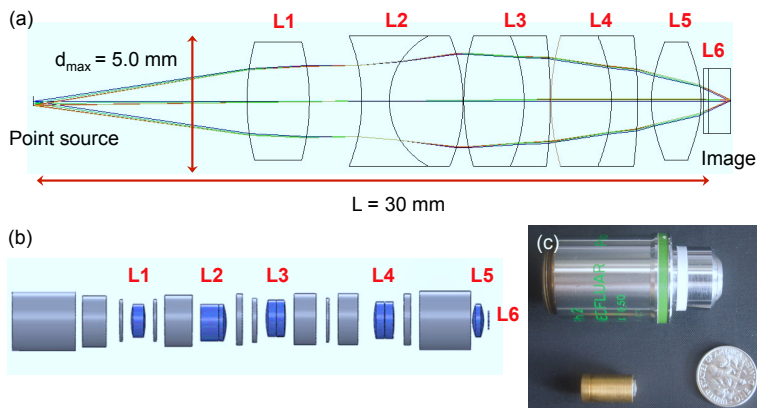 (a)
L1
L2
L3
L4
L5
L6
d_max = 5.0 mm
Point source
Image
L = 30 mm
(b)
L1
L2
L3
L4
L5
L6
(c)